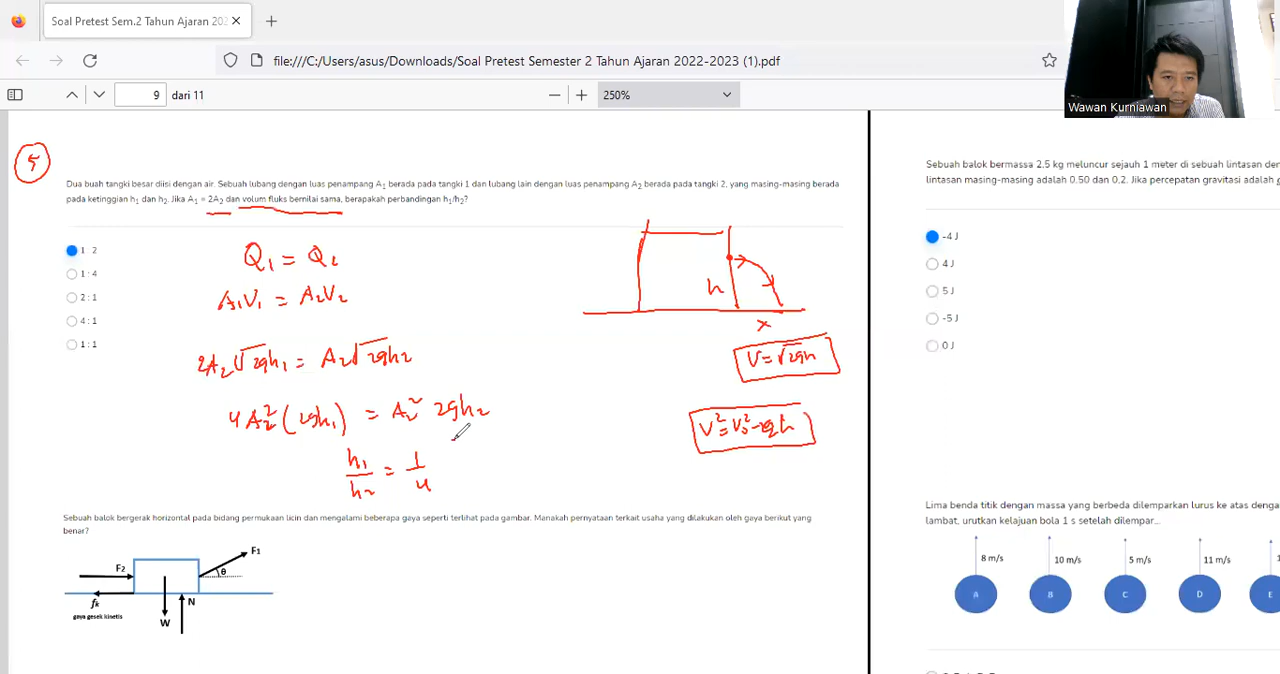 Soal Pretest Sem.2 Tahun Ajaran 202
file:///C:/Users/asus/Downloads/Soal Pretest Semester 2 Tahun Ajaran 2022-2023 (1).pdf
9 dari 11
250%
Wawan Kurniawan
5
Dua buah tangki besar diisi dengan air. Sebuah lubang dengan luas penampang A1 berada pada tangki 1 dan lubang lain dengan luas penampang A2 berada pada tangki 2, yang masing-masing berada
pada ketinggian h1 dan h2. Jika A1 = 2A2 dan volum fluks bernilai sama, berapakah perbandingan h1/h2?
1 : 2
1 : 4
2 : 1
4 : 1
1 : 1
Q1 = Q2
A1V1 = A2V2
2A2 √2gh1 = A2 √2gh2
4A2² (2gh1) = A2² 2gh2
h1/h2 = 1/4
h
x
V = √2gh
V² = V0² - 2gh
Sebuah balok bergerak horizontal pada bidang permukaan licin dan mengalami beberapa gaya seperti terlihat pada gambar. Manakah pernyataan terkait usaha yang dilakukan oleh gaya berikut yang
benar?
F1
F2
θ
fk
N
gaya gesek kinetis
W
Sebuah balok bermassa 2.5 kg meluncur sejauh 1 meter di sebuah lintasan
lintasan masing-masing adalah 0,50 dan 0,2. Jika percepatan gravitasi adalah
-4 J
4 J
5 J
-5 J
0 J
Lima benda titik dengan massa yang berbeda dilemparkan lurus ke atas
lambat, urutkan kelajuan bola 1 s setelah dilempar...
8 m/s 10 m/s 5 m/s 11 m/s
A B C D E